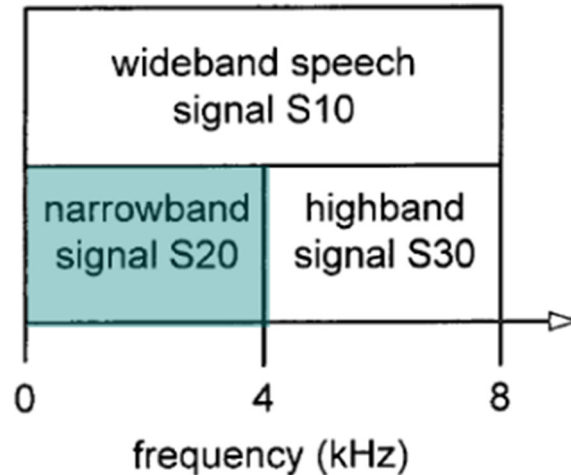 wideband speech
signal S10
narrowband
signal S20
highband
signal S30
0 4 8
frequency (kHz)